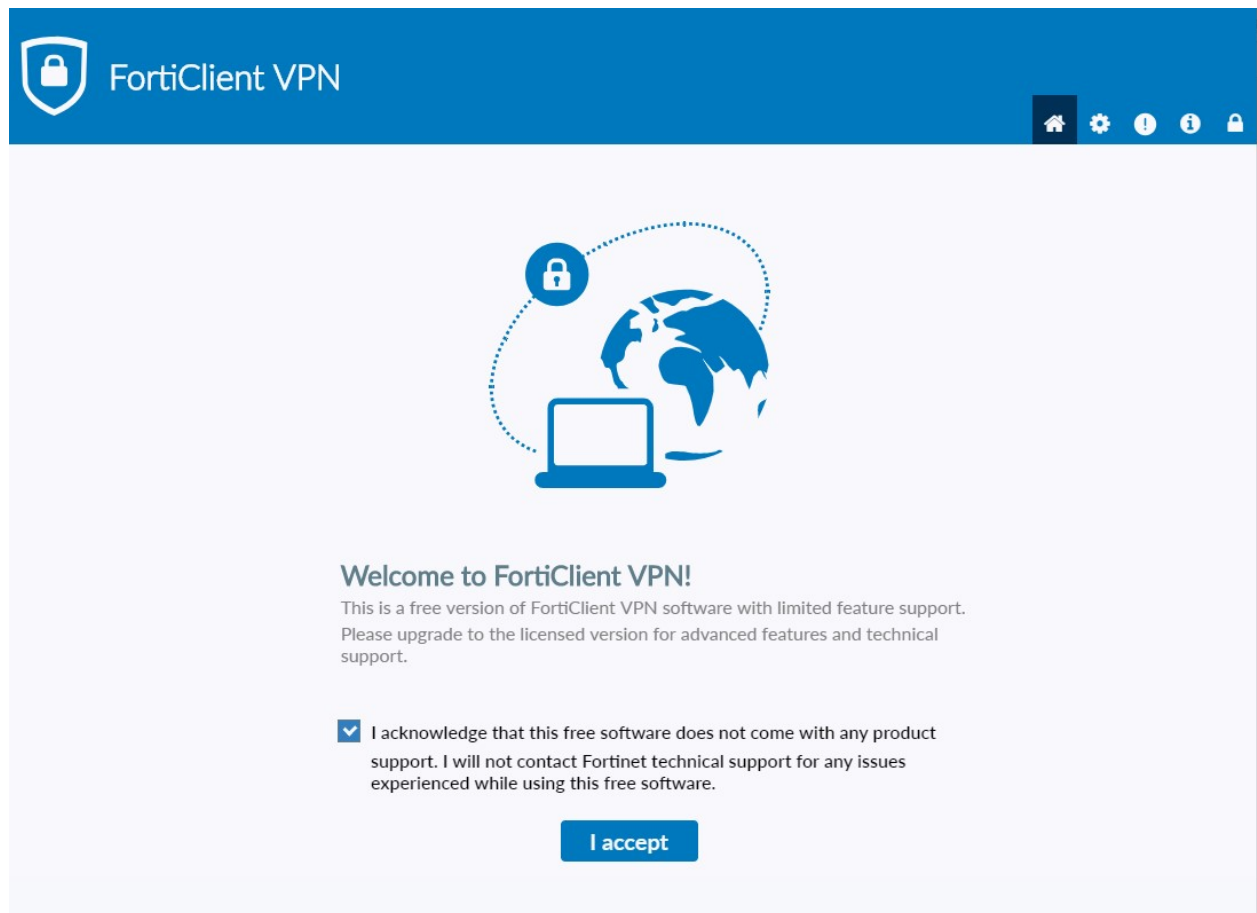 FortiClient VPN
Welcome to FortiClient VPN!
This is a free version of FortiClient VPN software with limited feature support.
Please upgrade to the licensed version for advanced features and technical
support.
I acknowledge that this free software does not come with any product
support. I will not contact Fortinet technical support for any issues
experienced while using this free software.
I accept